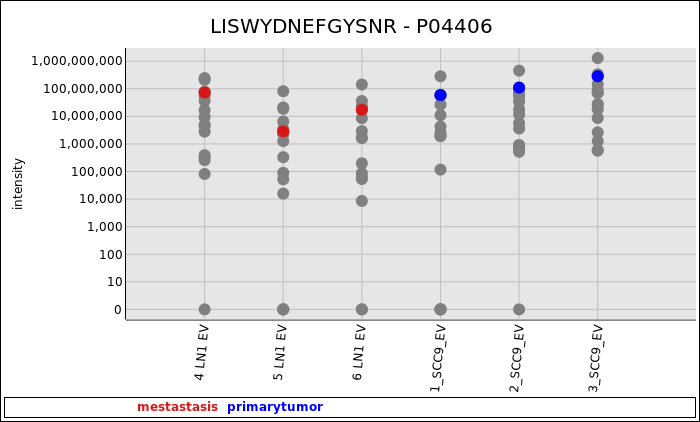 LISWYDNEFGYSNR - P04406
1,000,000,000
100,000,000
10,000,000
1,000,000
100,000
10,000
1,000
100
10
0
intensity
4 LN1 EV
5 LN1 EV
6 LN1 EV
1_SCC9_EV
2_SCC9_EV
3_SCC9_EV
mestastasis primarytumor